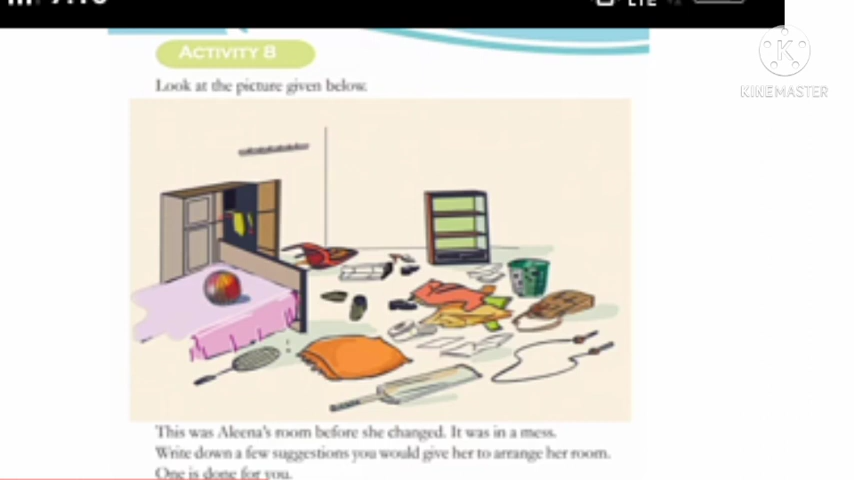 LTE
K
KINEMASTER
ACTIVITY 8
Look at the picture given below.
This was Aleena's room before she changed. It was in a mess.
Write down a few suggestions you would give her to arrange her room.
One is done for you.